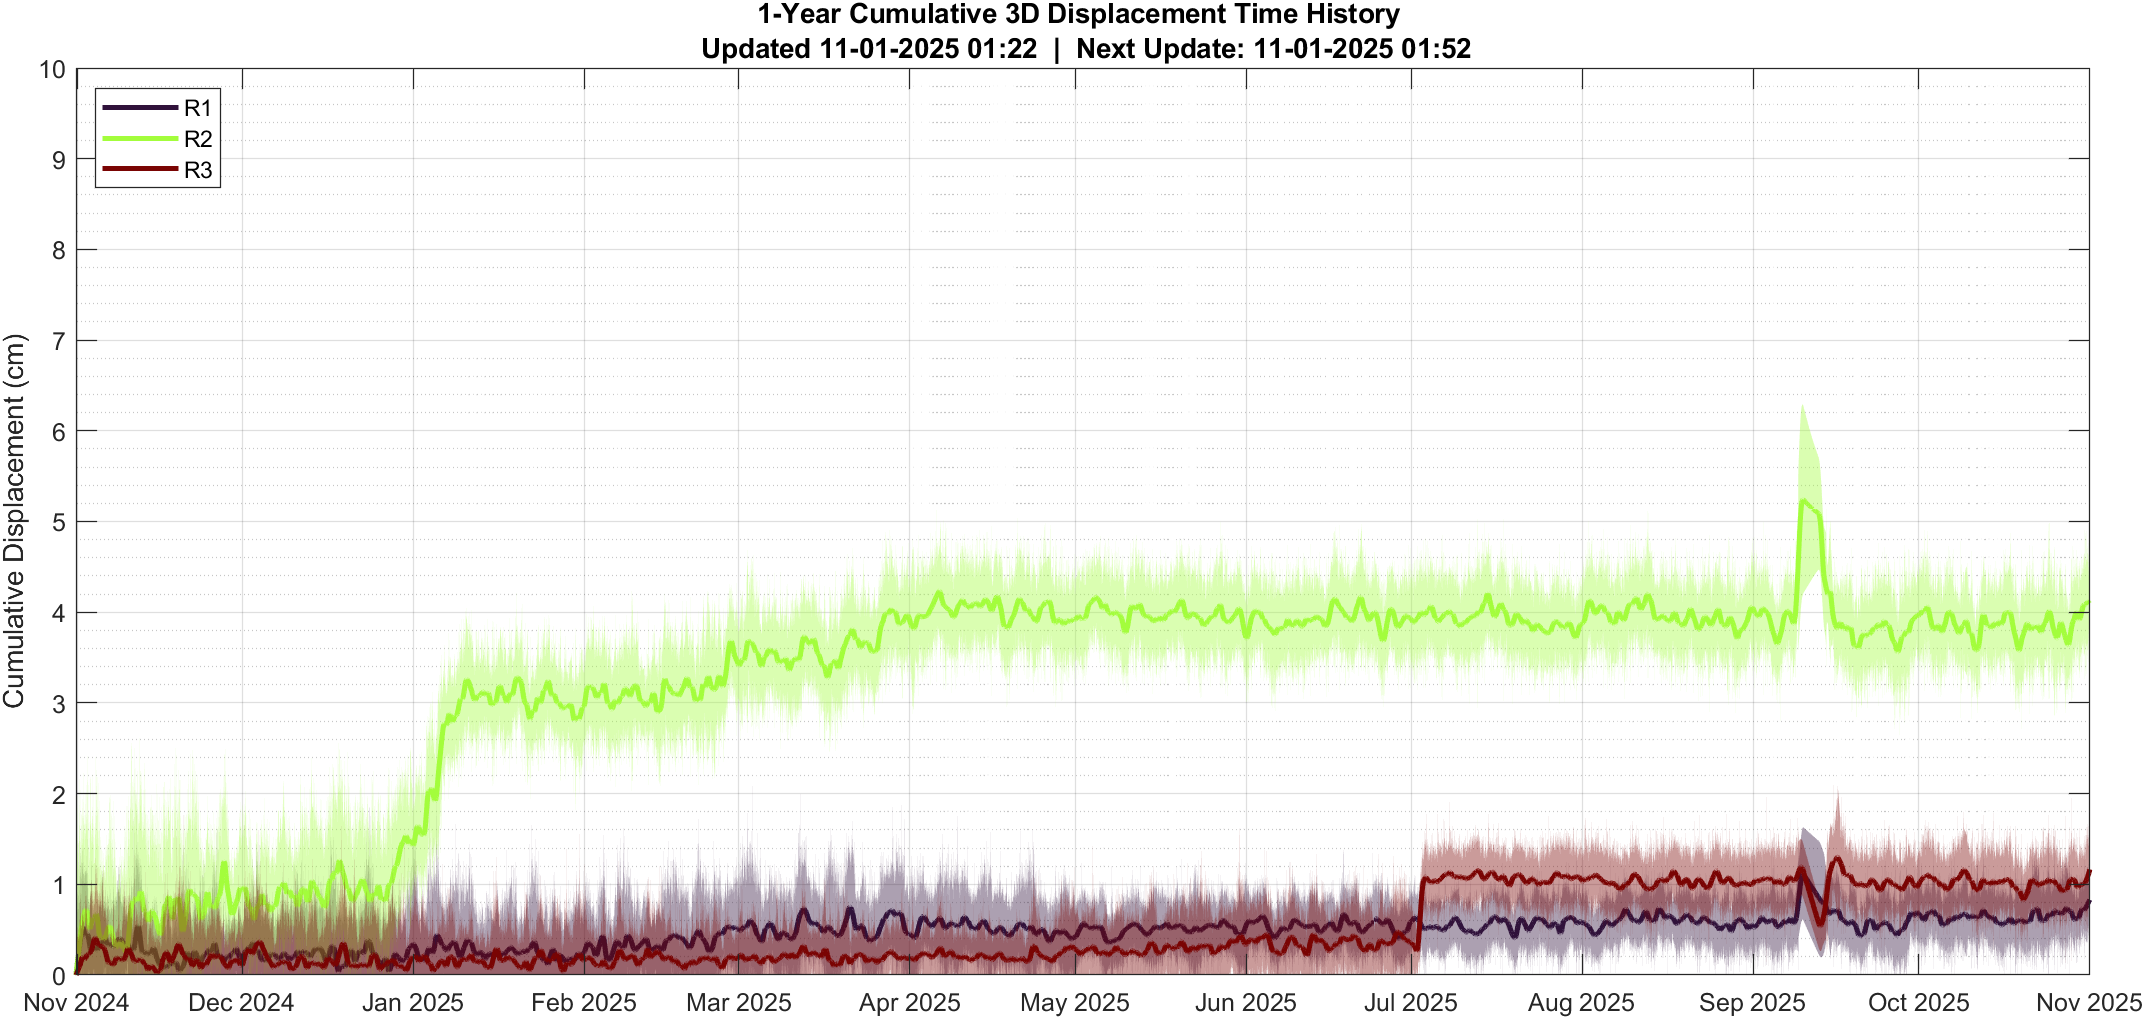 1-Year Cumulative 3D Displacement Time History
Updated 11-01-2025 01:22 | Next Update: 11-01-2025 01:52
R1
R2
R3
Cumulative Displacement (cm)
10
9
8
7
6
5
4
3
2
1
0
Nov 2024 Dec 2024 Jan 2025 Feb 2025 Mar 2025 Apr 2025 May 2025 Jun 2025 Jul 2025 Aug 2025 Sep 2025 Oct 2025 Nov 2025